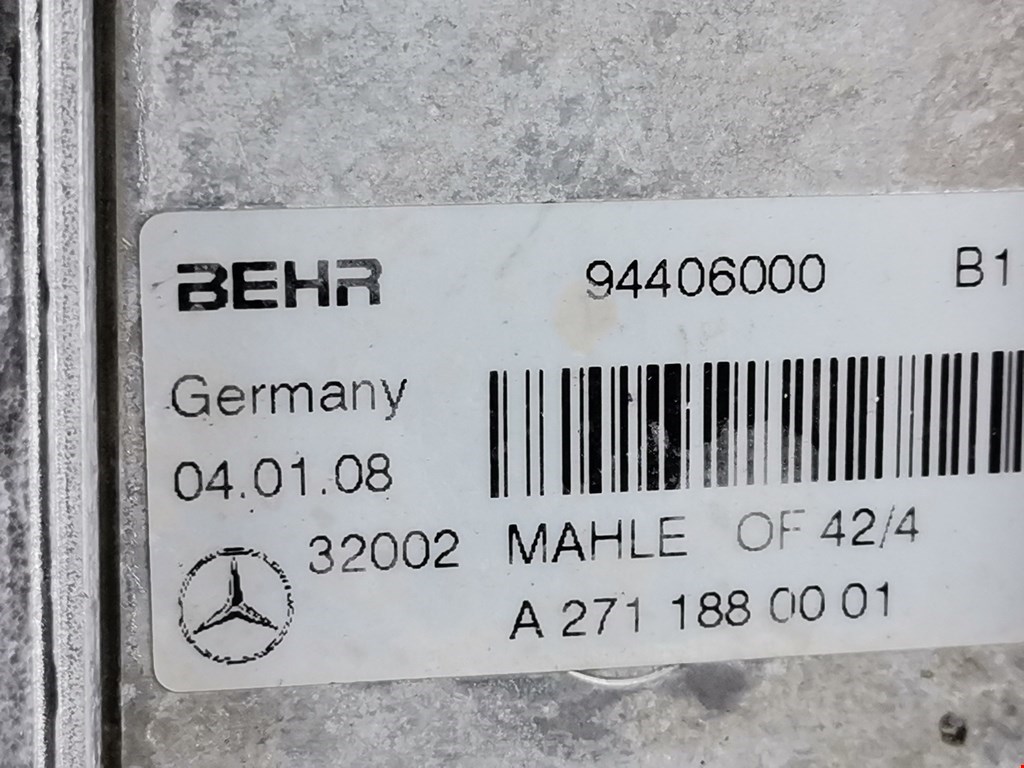 BEHR 94406000 B1
Germany
04.01.08
32002 MAHLE OF 42/4
A 271 188 00 01